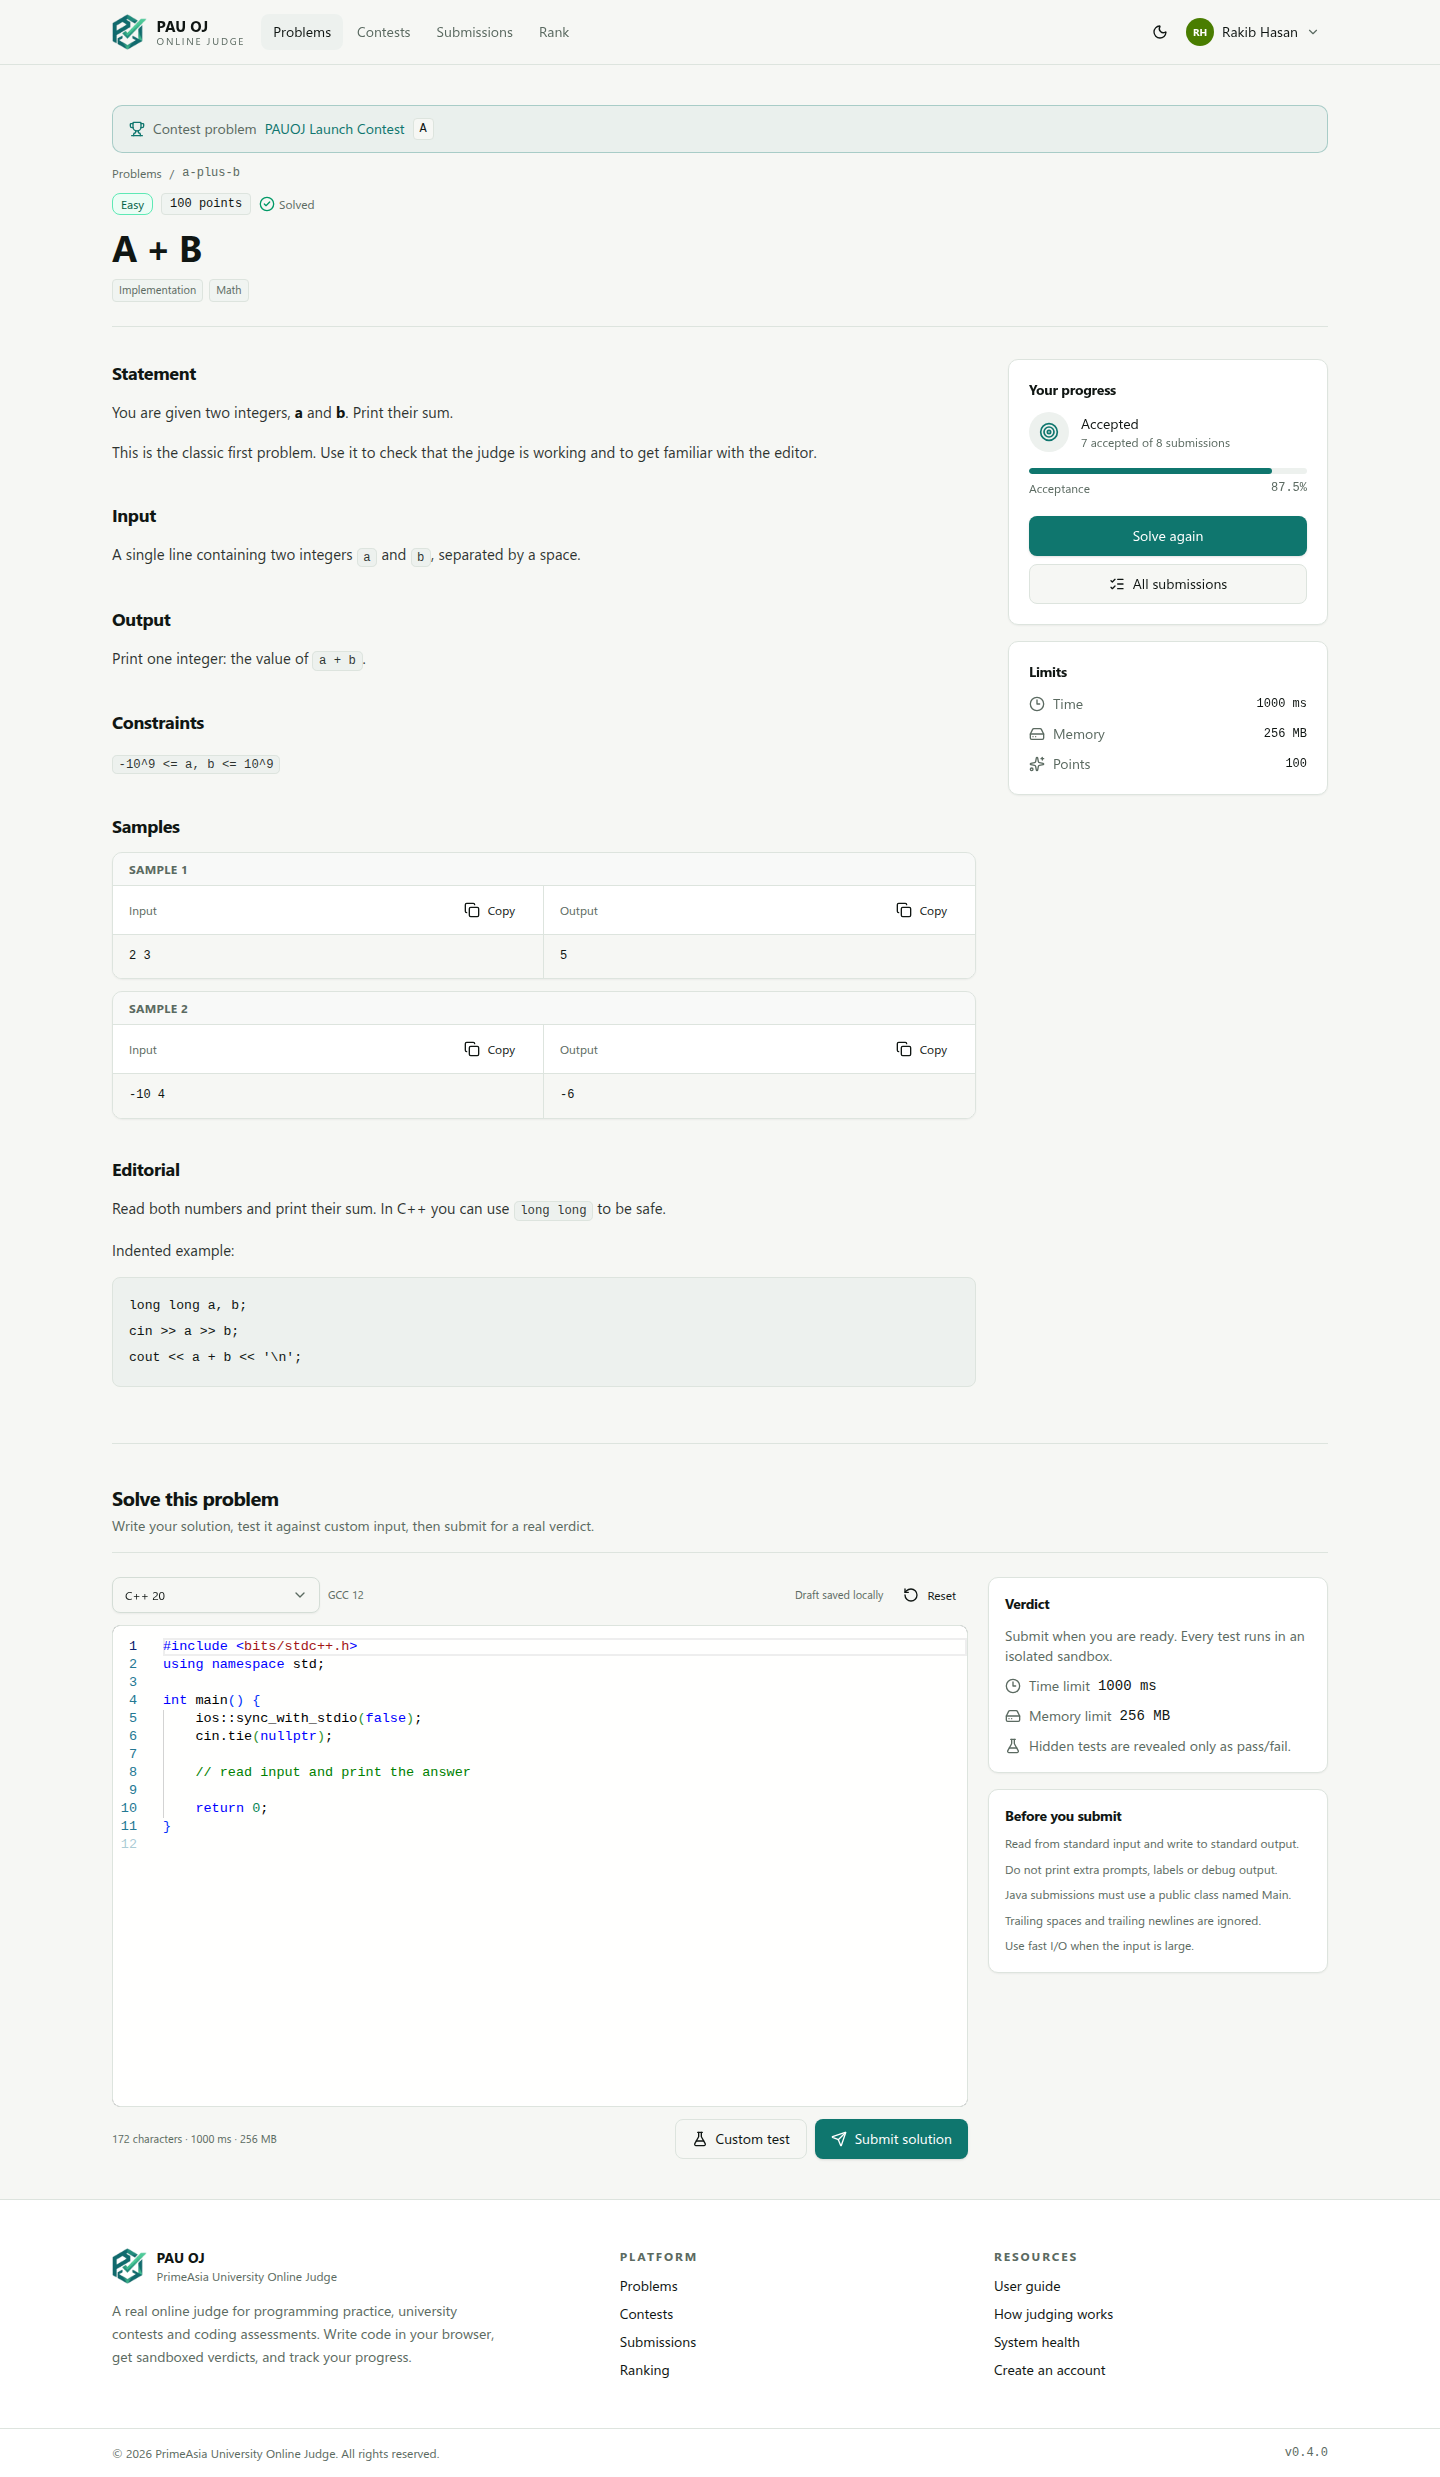 PAU OJ
ONLINE JUDGE
Problems
Contests
Submissions
Rank
RH
Rakib Hasan
Contest problem PAUOJ Launch Contest A
Problems / a-plus-b
Easy 100 points Solved
A + B
Implementation Math
Statement
You are given two integers, a and b. Print their sum.
This is the classic first problem. Use it to check that the judge is working and to get familiar with the editor.
Input
A single line containing two integers a and b, separated by a space.
Output
Print one integer: the value of a + b.
Constraints
-10^9 <= a, b <= 10^9
Samples
SAMPLE 1
Input Copy Output Copy
2 3 5
SAMPLE 2
Input Copy Output Copy
-10 4 -6
Editorial
Read both numbers and print their sum. In C++ you can use long long to be safe.
Indented example:
long long a, b;
cin >> a >> b;
cout << a + b << '\n';
Your progress
Accepted
7 accepted of 8 submissions
Acceptance 87.5%
Solve again
All submissions
Limits
Time 1000 ms
Memory 256 MB
Points 100
Solve this problem
Write your solution, test it against custom input, then submit for a real verdict.
C++ 20 GCC 12 Draft saved locally Reset
1 #include <bits/stdc++.h>
2 using namespace std;
3
4 int main() {
5     ios::sync_with_stdio(false);
6     cin.tie(nullptr);
7
8     // read input and print the answer
9
10     return 0;
11 }
12
172 characters · 1000 ms · 256 MB
Custom test
Submit solution
Verdict
Submit when you are ready. Every test runs in an
isolated sandbox.
Time limit 1000 ms
Memory limit 256 MB
Hidden tests are revealed only as pass/fail.
Before you submit
Read from standard input and write to standard output.
Do not print extra prompts, labels or debug output.
Java submissions must use a public class named Main.
Trailing spaces and trailing newlines are ignored.
Use fast I/O when the input is large.
PAU OJ
PrimeAsia University Online Judge
A real online judge for programming practice, university
contests and coding assessments. Write code in your browser,
get sandboxed verdicts, and track your progress.
PLATFORM
Problems
Contests
Submissions
Ranking
RESOURCES
User guide
How judging works
System health
Create an account
© 2026 PrimeAsia University Online Judge. All rights reserved.
v0.4.0